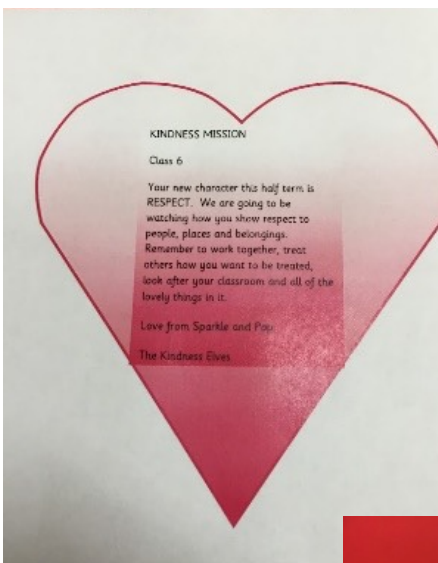 KINDNESS MISSION
Class 6
Your new character this half term is
RESPECT. We are going to be
watching how you show respect to
people, places and belongings.
Remember to work together, treat
others how you want to be treated,
look after your classroom and all of the
lovely things in it.
Love from Sparkle and Pop
The Kindness Elves